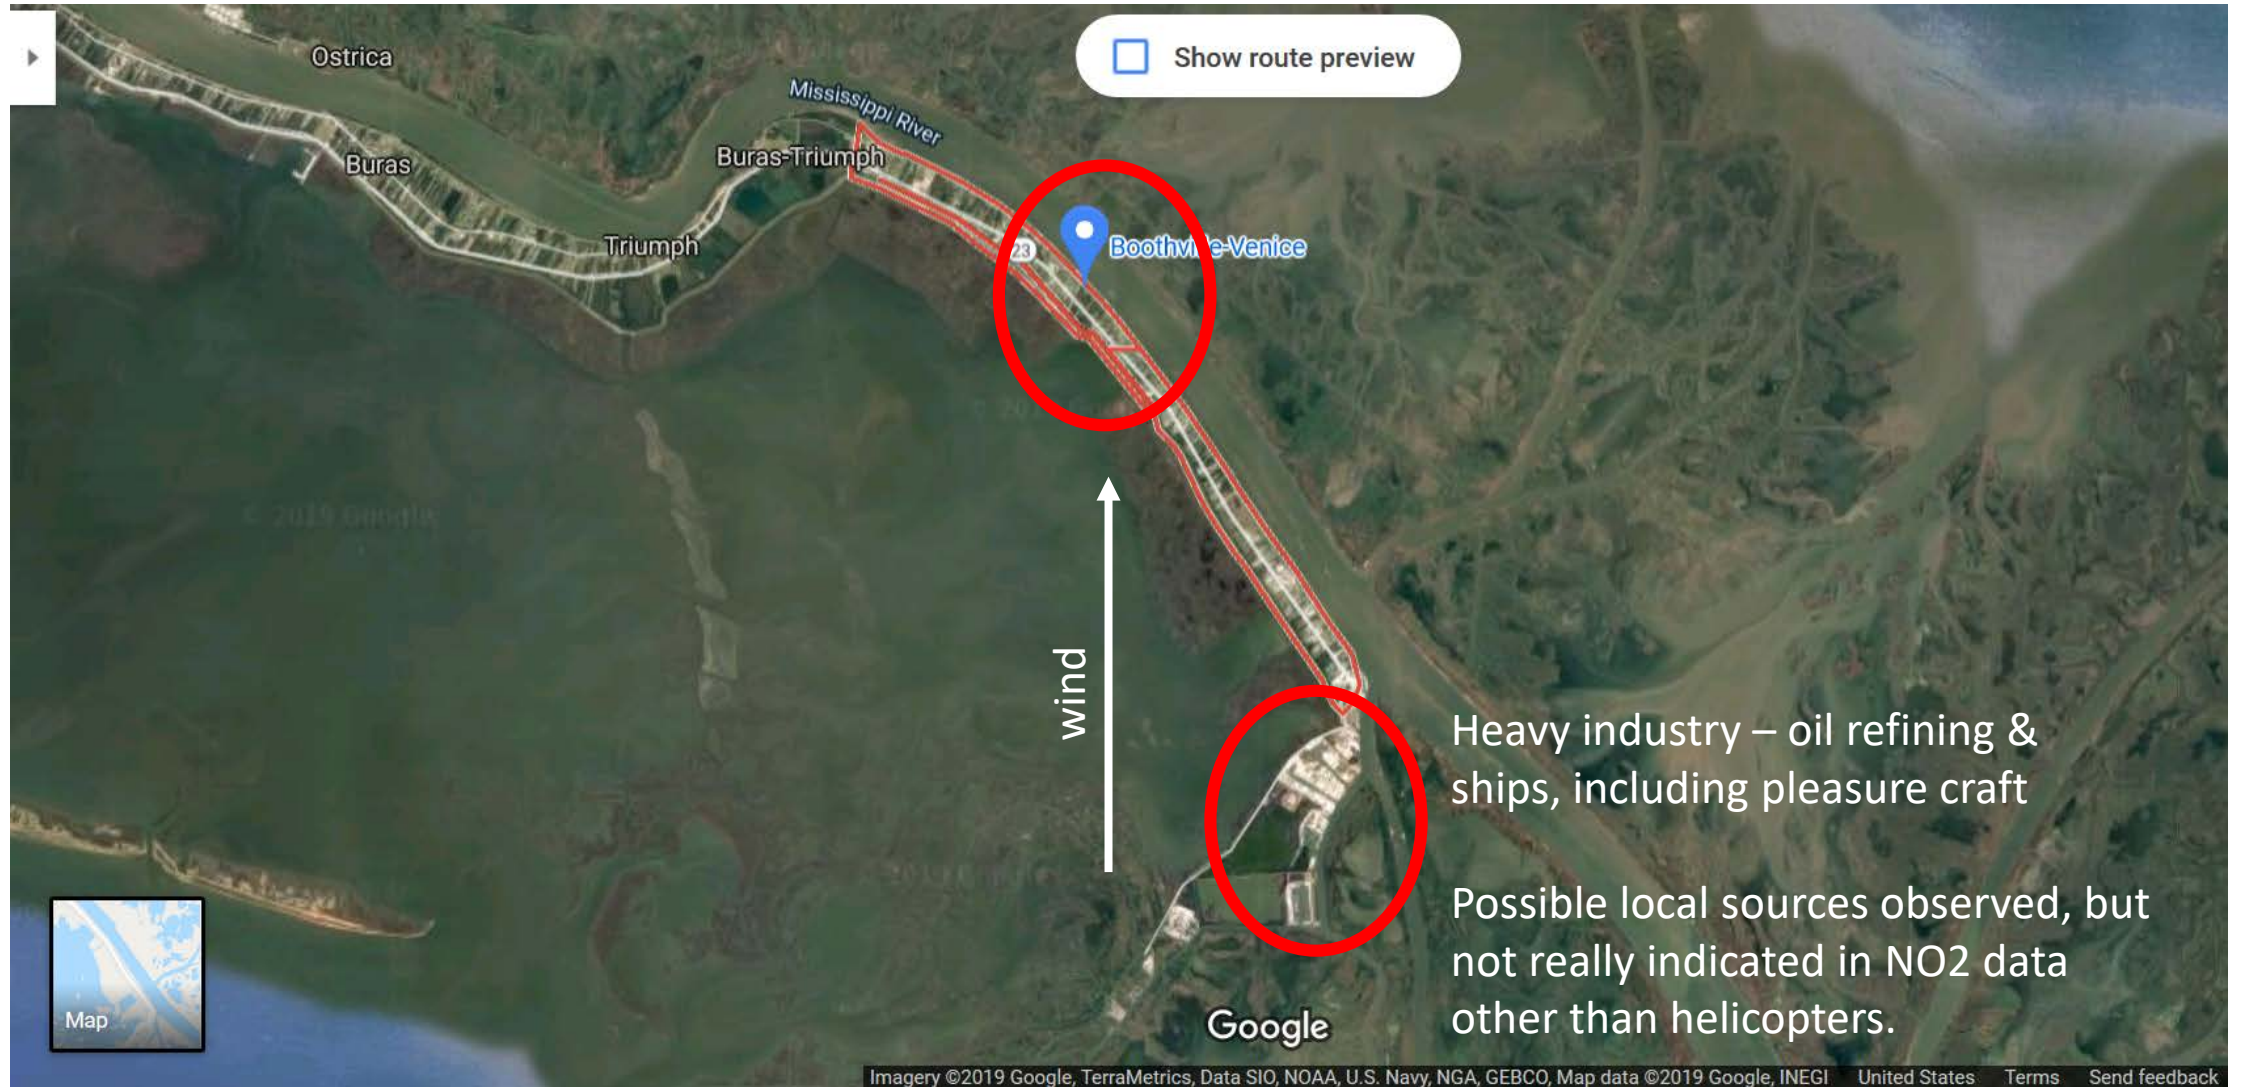 Ostrica
Show route preview
Mississippi River
Buras-Triumph
Buras
Triumph
23
Boothville-Venice
© 2019 Google
wind
Heavy industry – oil refining &
ships, including pleasure craft
Possible local sources observed, but
not really indicated in NO2 data
other than helicopters.
Map
Google
Imagery ©2019 Google, TerraMetrics, Data SIO, NOAA, U.S. Navy, NGA, GEBCO, Map data ©2019 Google, INEGI United States Terms Send feedback